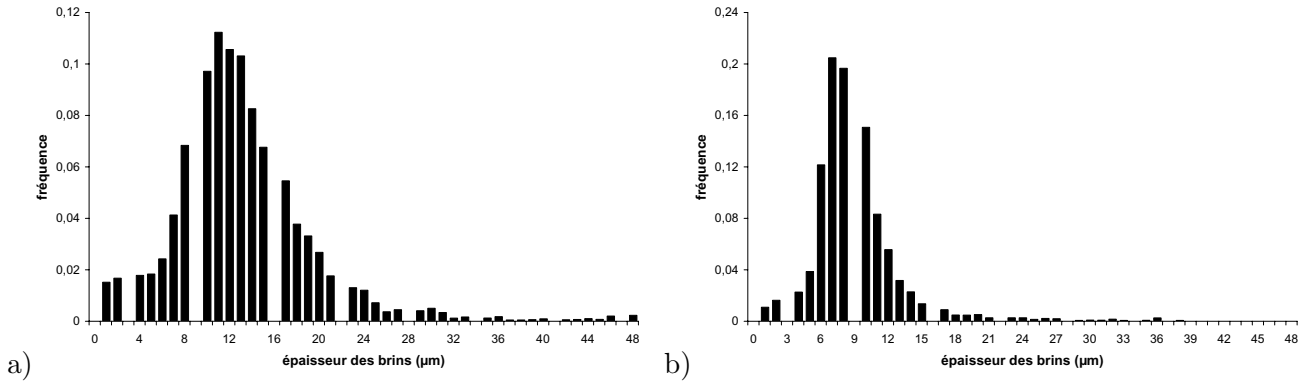 0,12
0,1
0,08
0,06
0,04
0,02
0
fréquence
0 4 8 12 16 20 24 28 32 36 40 44 48
épaisseur des brins (µm)
a)
0,24
0,2
0,16
0,12
0,08
0,04
0
fréquence
0 3 6 9 12 15 18 21 24 27 30 33 36 39 42 45 48
épaisseur des brins (µm)
b)